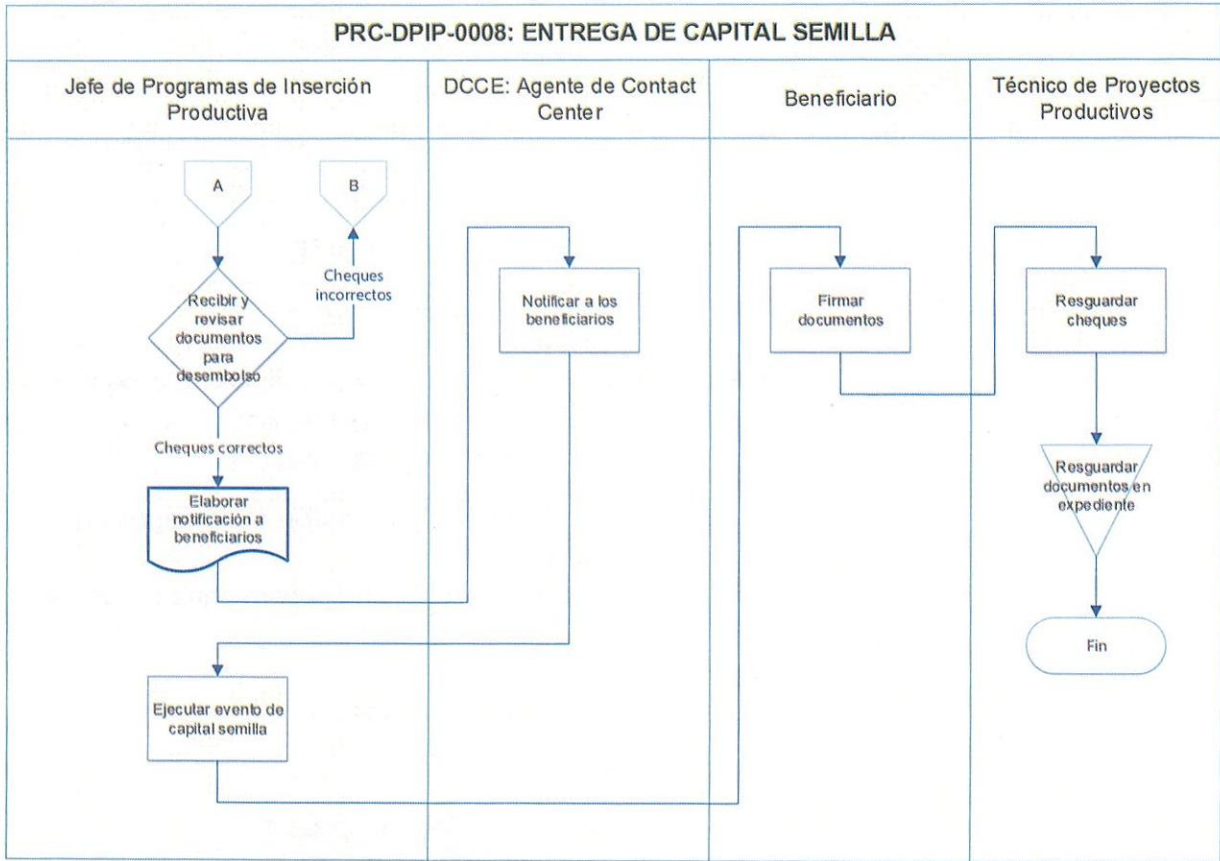 PRC-DPIP-0008: ENTREGA DE CAPITAL SEMILLA
Jefe de Programas de Inserción
Productiva
DCCE: Agente de Contact
Center
Beneficiario
Técnico de Proyectos
Productivos
A
B
Cheques
incorrectos
Recibir y
revisar
documentos
para
desembolso
Cheques correctos
Elaborar
notificación a
beneficiarios
Ejecutar evento de
capital semilla
Notificar a los
beneficiarios
Firmar
documentos
Resguardar
cheques
Resguardar
documentos en
expediente
Fin